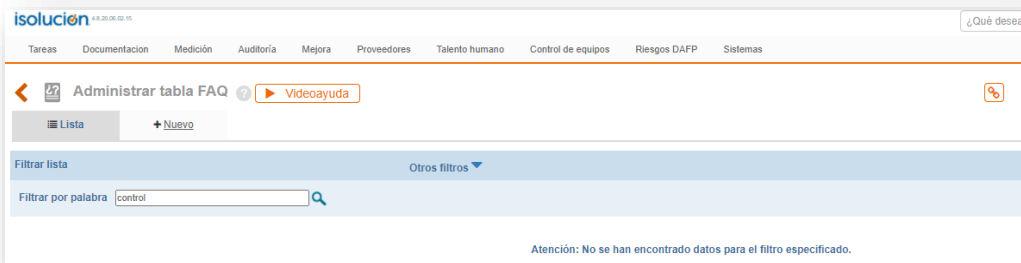 isolución 4.8.20.06.02.15
¿Qué desea
Tareas Documentacion Medición Auditoría Mejora Proveedores Talento humano Control de equipos Riesgos DAFP Sistemas
Administrar tabla FAQ ? Videoayuda
Lista + Nuevo
Filtrar lista Otros filtros
Filtrar por palabra control
Atención: No se han encontrado datos para el filtro especificado.